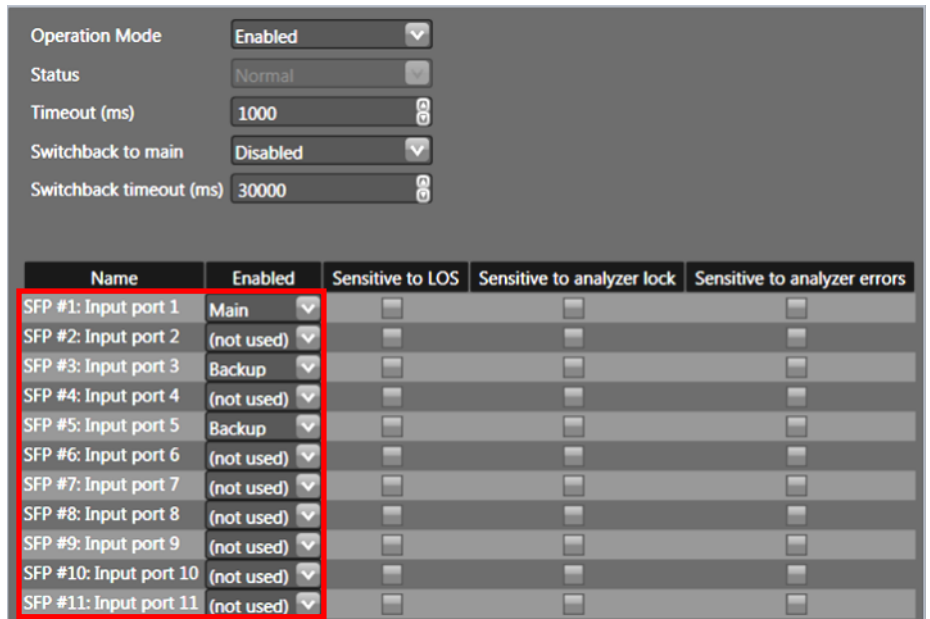 Operation Mode Enabled
Status Normal
Timeout (ms) 1000
Switchback to main Disabled
Switchback timeout (ms) 30000
Name Enabled Sensitive to LOS Sensitive to analyzer lock Sensitive to analyzer errors
SFP #1: Input port 1 Main
SFP #2: Input port 2 (not used)
SFP #3: Input port 3 Backup
SFP #4: Input port 4 (not used)
SFP #5: Input port 5 Backup
SFP #6: Input port 6 (not used)
SFP #7: Input port 7 (not used)
SFP #8: Input port 8 (not used)
SFP #9: Input port 9 (not used)
SFP #10: Input port 10 (not used)
SFP #11: Input port 11 (not used)